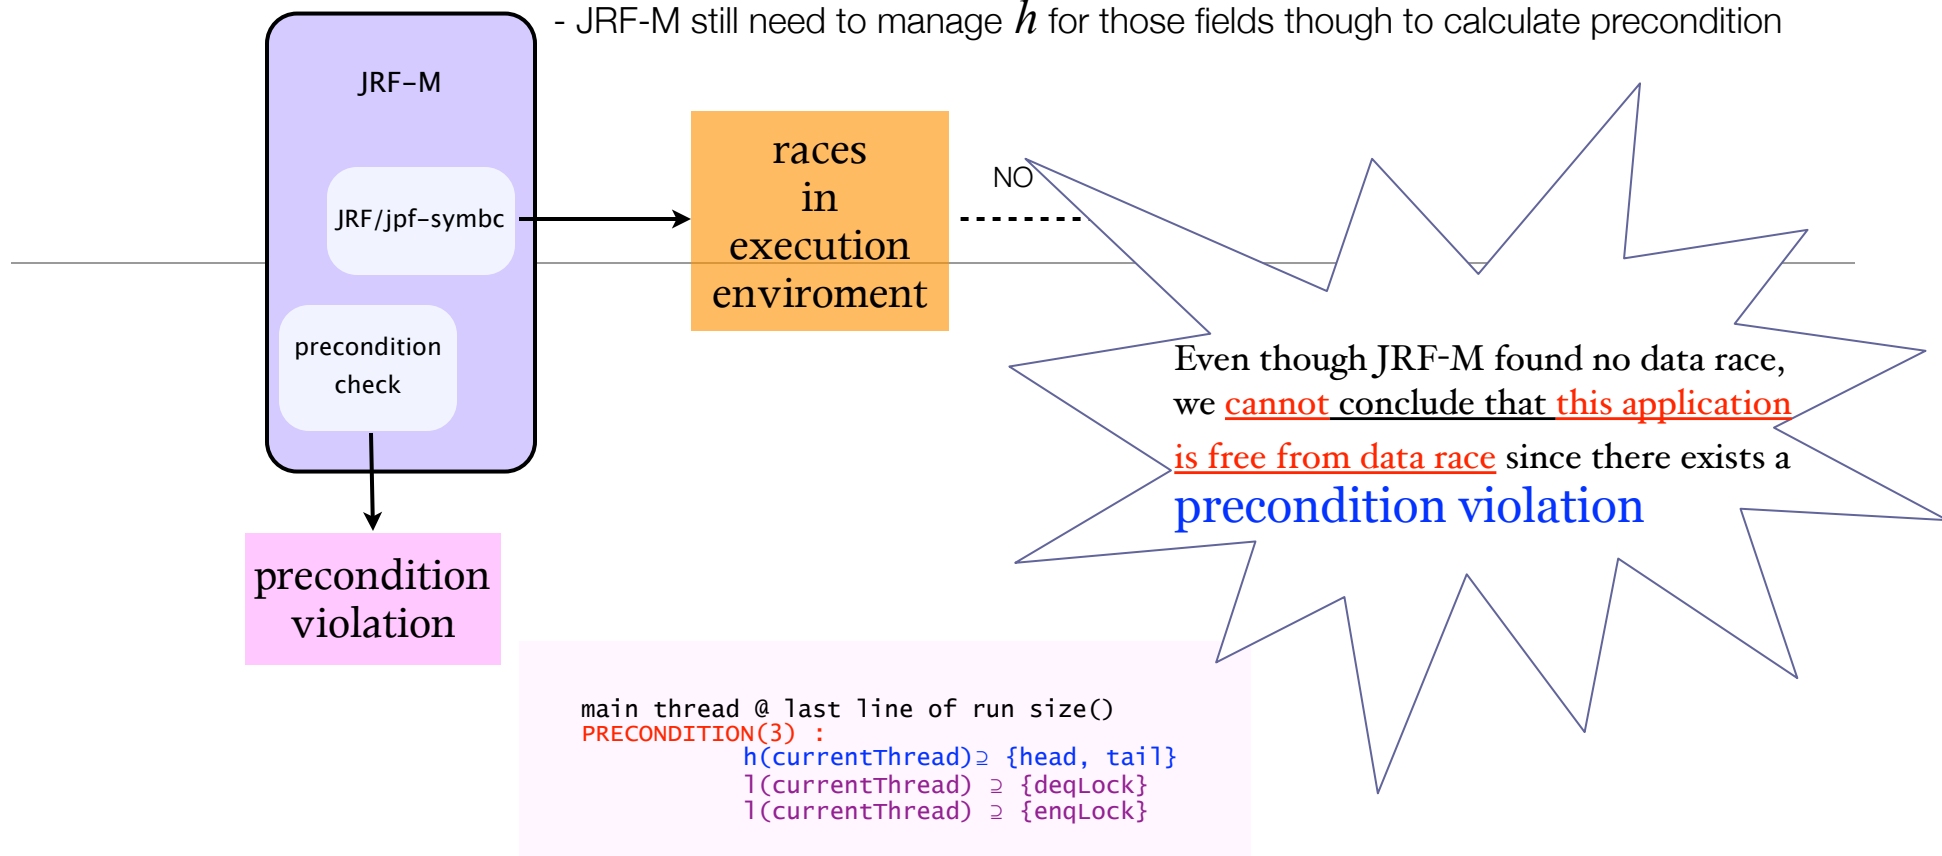 - JRF-M still need to manage h for those fields though to calculate precondition
JRF-M
JRF/jpf-symbc
precondition
check
races
in
execution
enviroment
NO
Even though JRF-M found no data race,
we cannot conclude that this application
is free from data race since there exists a
precondition violation
precondition
violation
main thread @ last line of run size()
PRECONDITION(3) :
h(currentThread)⊇ {head, tail}
l(currentThread) ⊇ {deqLock}
l(currentThread) ⊇ {enqLock}